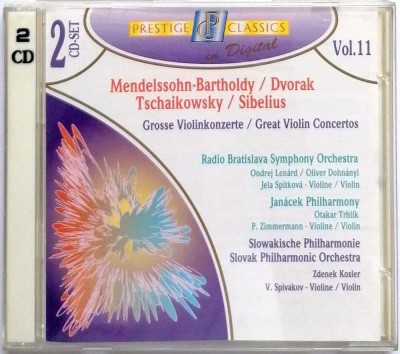 2
CD
2
CD-SET
PRESTIGE CLASSICS
P
in Digital
Vol.11
Mendelssohn-Bartholdy / Dvorak
Tschaikowsky / Sibelius
Grosse Violinkonzerte / Great Violin Concertos
Radio Bratislava Symphony Orchestra
Ondrej Lenárd / Oliver Dohnányi
Jela Spitková - Violine / Violin
Janácek Philharmony
Otakar Trhlik
P. Zimmermann - Violine / Violin
Slowakische Philharmonie
Slovak Philharmonic Orchestra
Zdenek Kosler
V. Spivakov - Violine / Violin